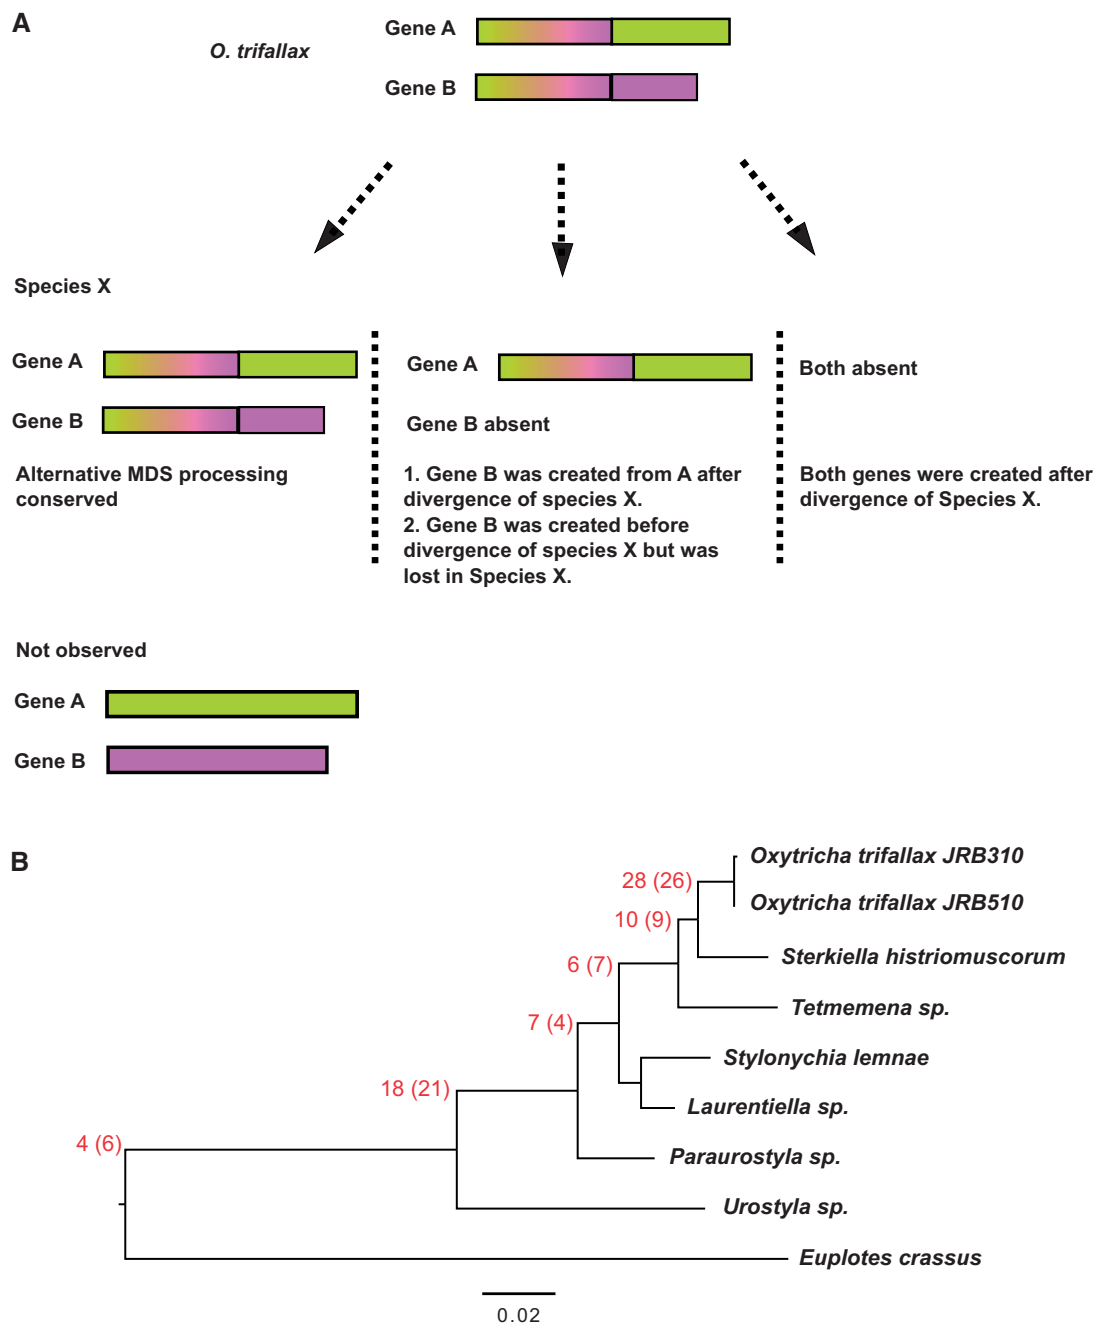 A
O. trifallax
Gene A
Gene B
Species X
Gene A
Gene B
Alternative MDS processing
conserved
Gene A
Gene B absent
1. Gene B was created from A after
divergence of species X.
2. Gene B was created before
divergence of species X but was
lost in Species X.
Both absent
Both genes were created after
divergence of Species X.
Not observed
Gene A
Gene B
B
28 (26)
10 (9)
6 (7)
7 (4)
18 (21)
4 (6)
Oxytricha trifallax JRB310
Oxytricha trifallax JRB510
Sterkiella histriomuscorum
Tetmemena sp.
Stylonychia lemnae
Laurentiella sp.
Paraurostyla sp.
Urostyla sp.
Euplotes crassus
0.02